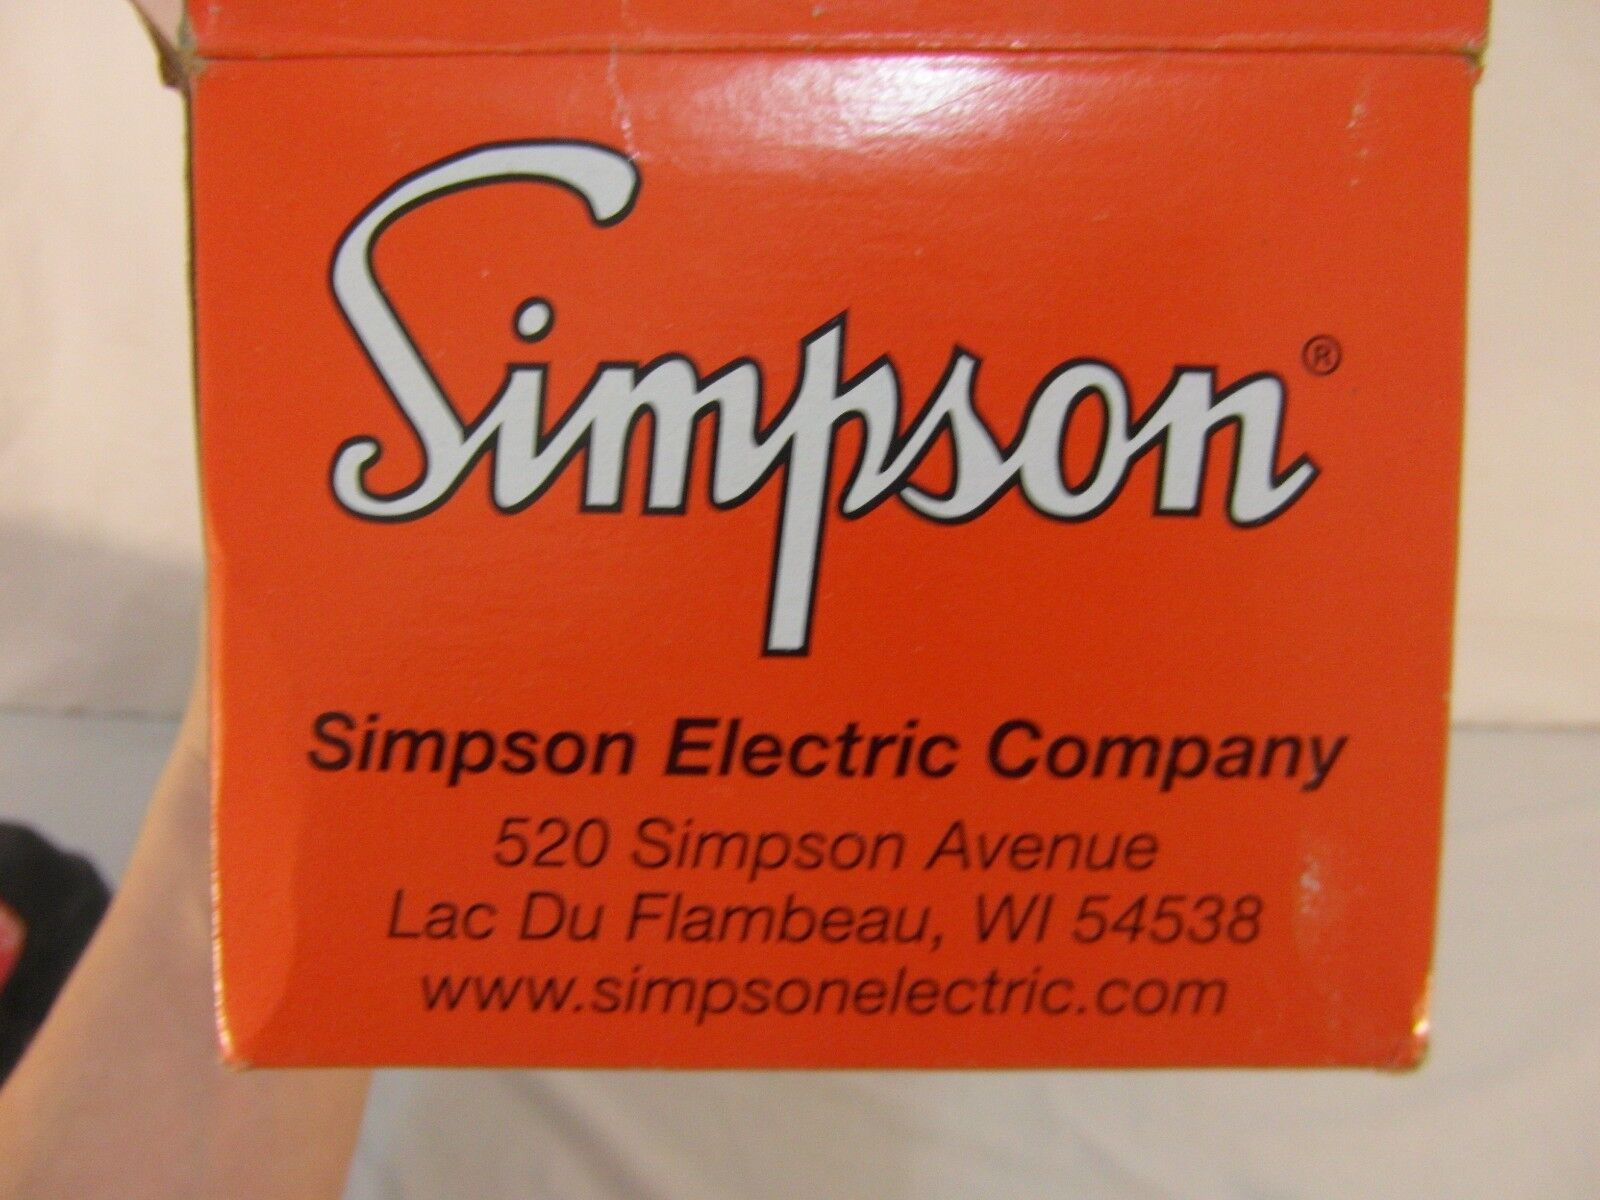 Simpson®
Simpson Electric Company
520 Simpson Avenue
Lac Du Flambeau, WI 54538
www.simpsonelectric.com